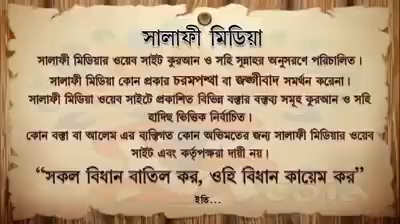 সালাফী মিডিয়া
সালাফী মিডিয়ার ওয়েব সাইট কুরআন ও সহি সুন্নাহর অনুসরণে পরিচালিত।
সালাফী মিডিয়া কোন প্রকার চরমপন্থা বা জঙ্গীবাদ সমর্থন করেনা।
সালাফী মিডিয়া ওয়েব সাইটে প্রকাশিত বিভিন্ন বক্তার বক্তব্য সমূহ কুরআন ও সহি
হাদিছ ভিত্তিক নির্বাচিত।
কোন বক্তা বা আলেম এর ব্যক্তিগত কোন অভিমতের জন্য সালাফী মিডিয়ার ওয়েব
সাইট এবং কর্তৃপক্ষরা দায়ী নয়।
“সকল বিধান বাতিল কর, ওহি বিধান কায়েম কর”
ইতি...